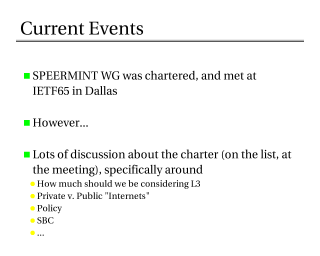 Current Events
SPEERMINT WG was chartered, and met at
IETF65 in Dallas
However...
Lots of discussion about the charter (on the list, at
the meeting), specifically around
How much should we be considering L3
Private v. Public "Internets"
Policy
SBC
...